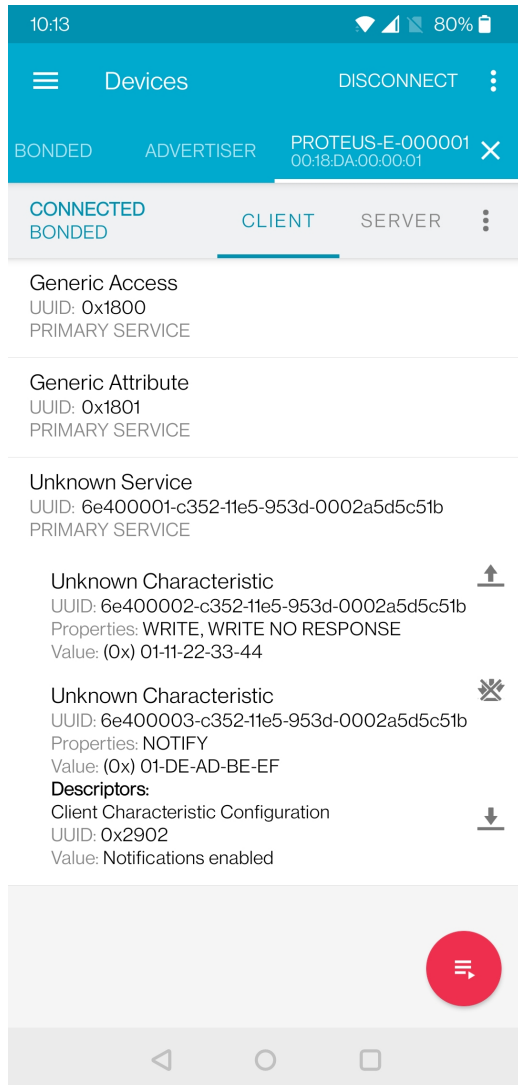 10:13 80%
Devices DISCONNECT
BONDED ADVERTISER PROTEUS-E-000001
00:18:DA:00:00:01
CONNECTED
BONDED CLIENT SERVER
Generic Access
UUID: 0x1800
PRIMARY SERVICE
Generic Attribute
UUID: 0x1801
PRIMARY SERVICE
Unknown Service
UUID: 6e400001-c352-11e5-953d-0002a5d5c51b
PRIMARY SERVICE
Unknown Characteristic
UUID: 6e400002-c352-11e5-953d-0002a5d5c51b
Properties: WRITE, WRITE NO RESPONSE
Value: (0x) 01-11-22-33-44
Unknown Characteristic
UUID: 6e400003-c352-11e5-953d-0002a5d5c51b
Properties: NOTIFY
Value: (0x) 01-DE-AD-BE-EF
Descriptors:
Client Characteristic Configuration
UUID: 0x2902
Value: Notifications enabled